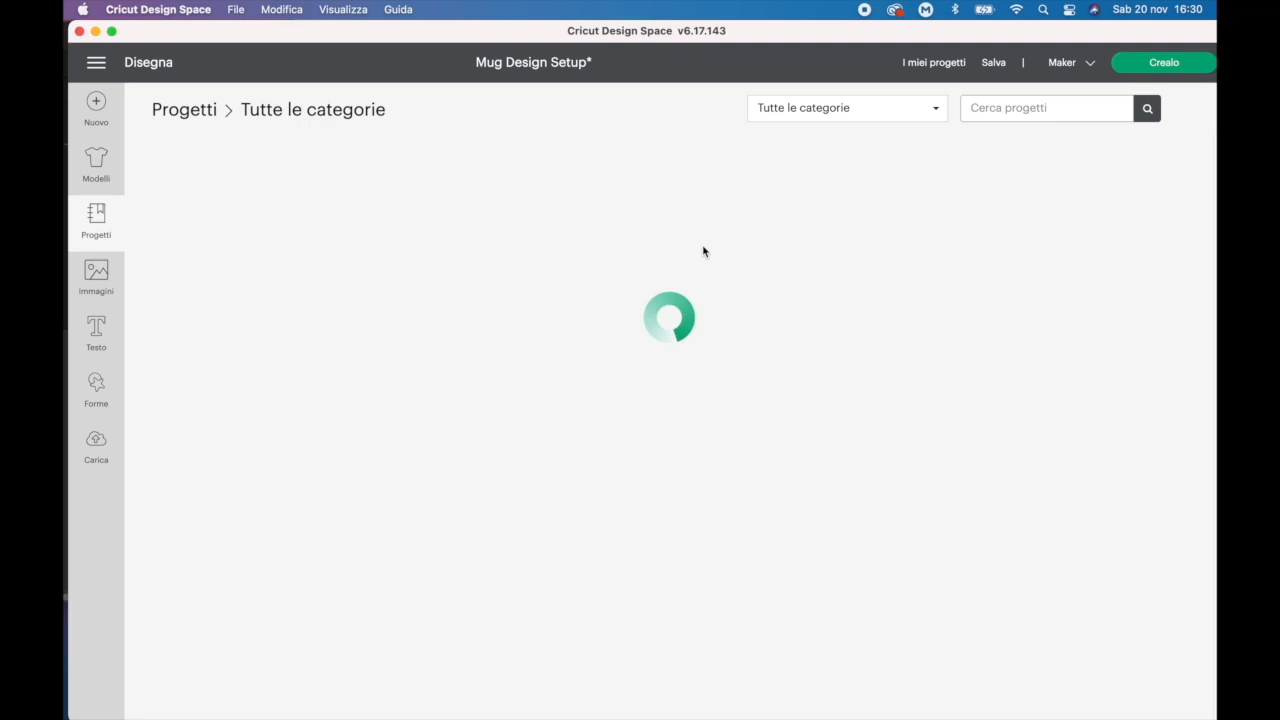 Cricut Design Space File Modifica Visualizza Guida Sab 20 nov 16:30
Cricut Design Space v6.17.143
Disegna Mug Design Setup* I miei progetti Salva | Maker Crealo
Progetti > Tutte le categorie Tutte le categorie Cerca progetti
Nuovo
Modelli
Progetti
Immagini
Testo
Forme
Carica